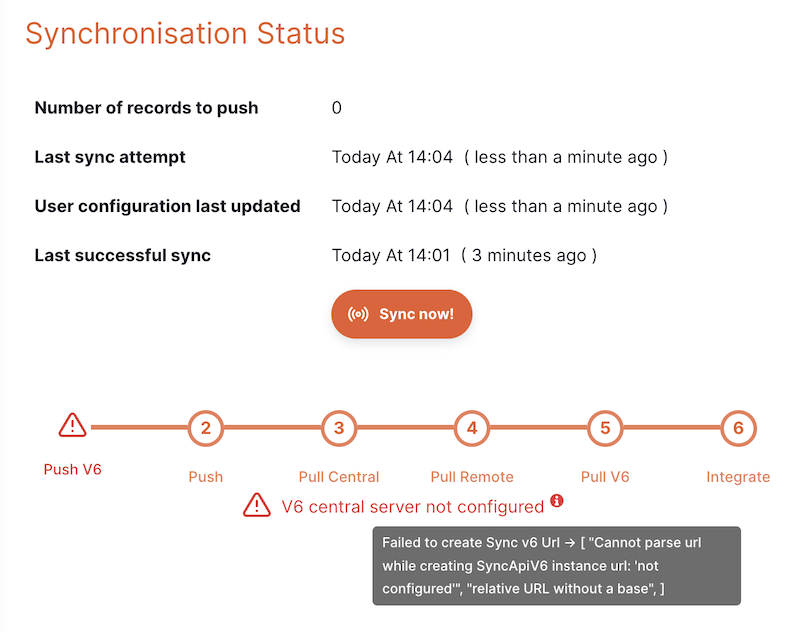 Synchronisation Status
Number of records to push 0
Last sync attempt Today At 14:04 ( less than a minute ago )
User configuration last updated Today At 14:04 ( less than a minute ago )
Last successful sync Today At 14:01 ( 3 minutes ago )
Sync now!
2 3 4 5 6
Push V6 Push Pull Central Pull Remote Pull V6 Integrate
V6 central server not configured
Failed to create Sync v6 Url → [ "Cannot parse url
while creating SyncApiV6 instance url: 'not
configured'", "relative URL without a base", ]